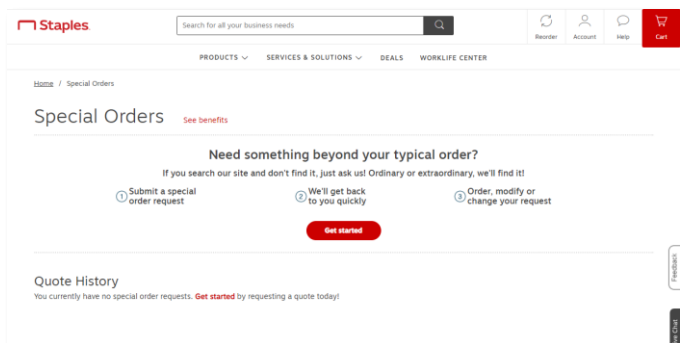 Staples
Search for all your business needs
Reorder
Account
Help
Cart
PRODUCTS
SERVICES & SOLUTIONS
DEALS
WORKLIFE CENTER
Home / Special Orders
Special Orders
See benefits
Need something beyond your typical order?
If you search our site and don't find it, just ask us! Ordinary or extraordinary, we'll find it!
1
Submit a special
order request
2
We'll get back
to you quickly
3
Order, modify or
change your request
Get started
Feedback
Quote History
You currently have no special order requests. Get started by requesting a quote today!
Chat